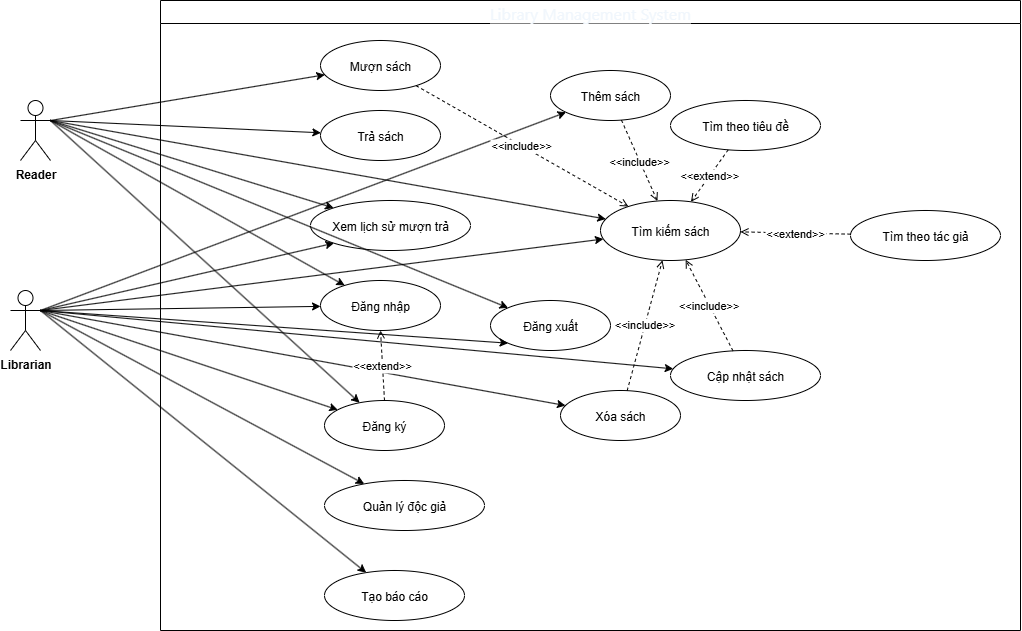 Library Management System
Mượn sách
Thêm sách
Tìm theo tiêu đề
Reader
Trả sách
<<include>>
<<include>>
<<extend>>
Xem lịch sử mượn trả
Tìm kiếm sách
<<extend>>
Tìm theo tác giả
Librarian
Đăng nhập
Đăng xuất
<<include>>
<<include>>
<<extend>>
Cập nhật sách
Đăng ký
Xóa sách
Quản lý độc giả
Tạo báo cáo